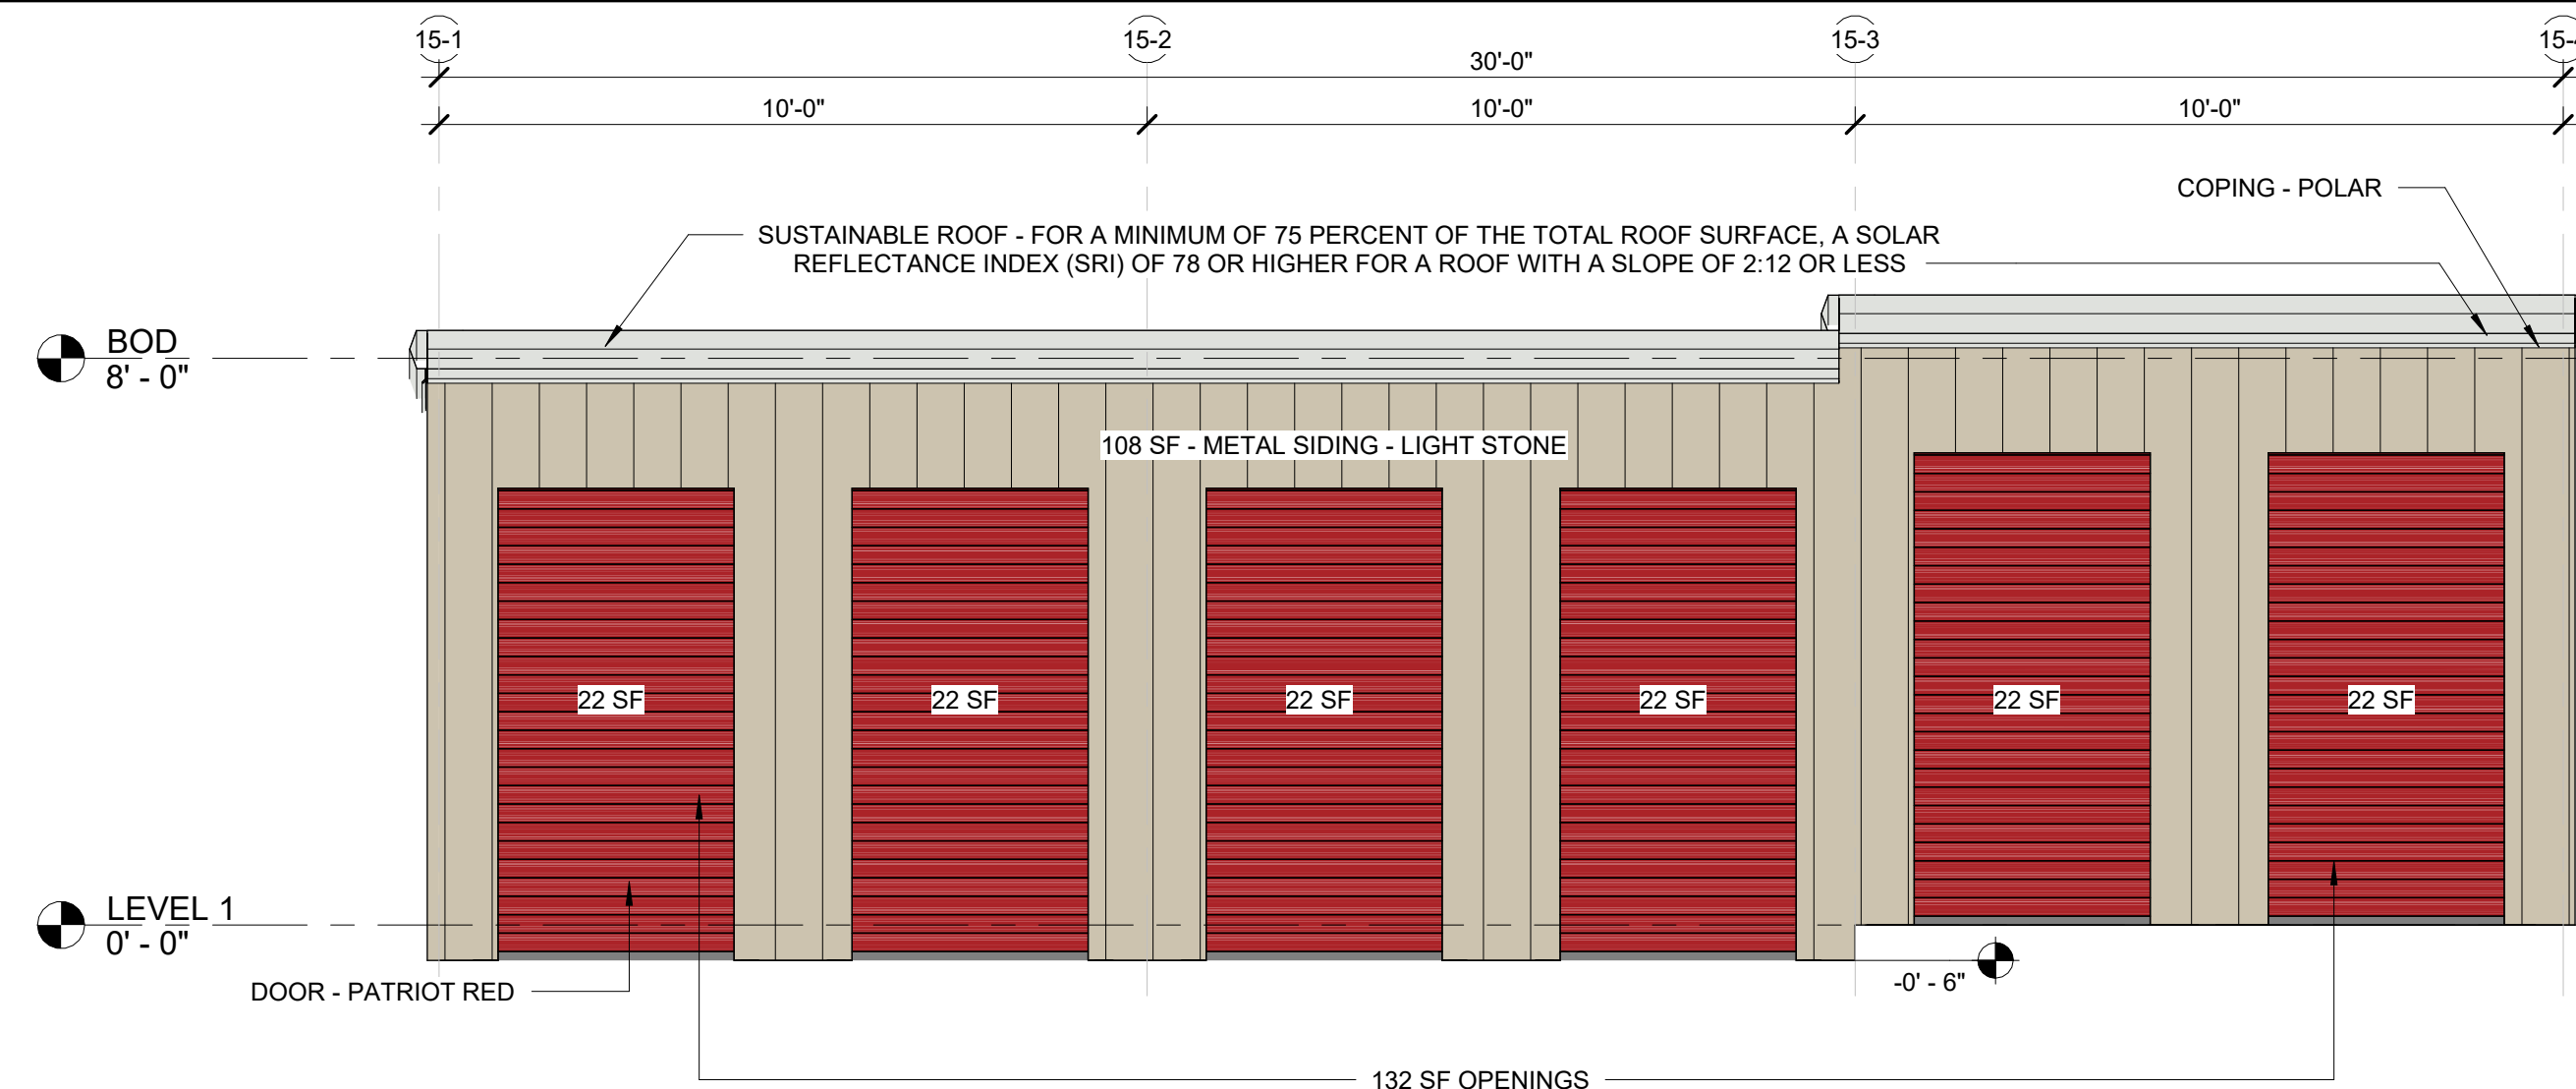 15-1
15-2
15-3
15-4
30'-0"
10'-0"
10'-0"
10'-0"
COPING - POLAR
SUSTAINABLE ROOF - FOR A MINIMUM OF 75 PERCENT OF THE TOTAL ROOF SURFACE, A SOLAR
REFLECTANCE INDEX (SRI) OF 78 OR HIGHER FOR A ROOF WITH A SLOPE OF 2:12 OR LESS
BOD
8' - 0"
108 SF - METAL SIDING - LIGHT STONE
22 SF
22 SF
22 SF
22 SF
22 SF
22 SF
LEVEL 1
0' - 0"
-0' - 6"
DOOR - PATRIOT RED
132 SF OPENINGS